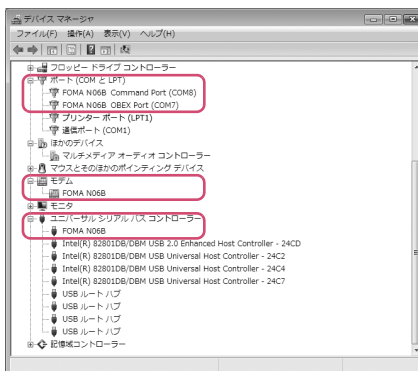 デバイス マネージャ
ファイル(F) 操作(A) 表示(V) ヘルプ(H)
フロッピー ドライブ コントローラー
ポート (COM と LPT)
FOMA N06B Command Port (COM8)
FOMA N06B OBEX Port (COM7)
プリンター ポート (LPT1)
通信ポート (COM1)
ほかのデバイス
マルチメディア オーディオ コントローラー
マウスとそのほかのポインティング デバイス
モデム
FOMA N06B
モニタ
ユニバーサル シリアル バス コントローラー
FOMA N06B
Intel(R) 82801DB/DBM USB 2.0 Enhanced Host Controller - 24CD
Intel(R) 82801DB/DBM USB Universal Host Controller - 24C2
Intel(R) 82801DB/DBM USB Universal Host Controller - 24C4
Intel(R) 82801DB/DBM USB Universal Host Controller - 24C7
USB ルート ハブ
USB ルート ハブ
USB ルート ハブ
USB ルート ハブ
記憶域コントローラー